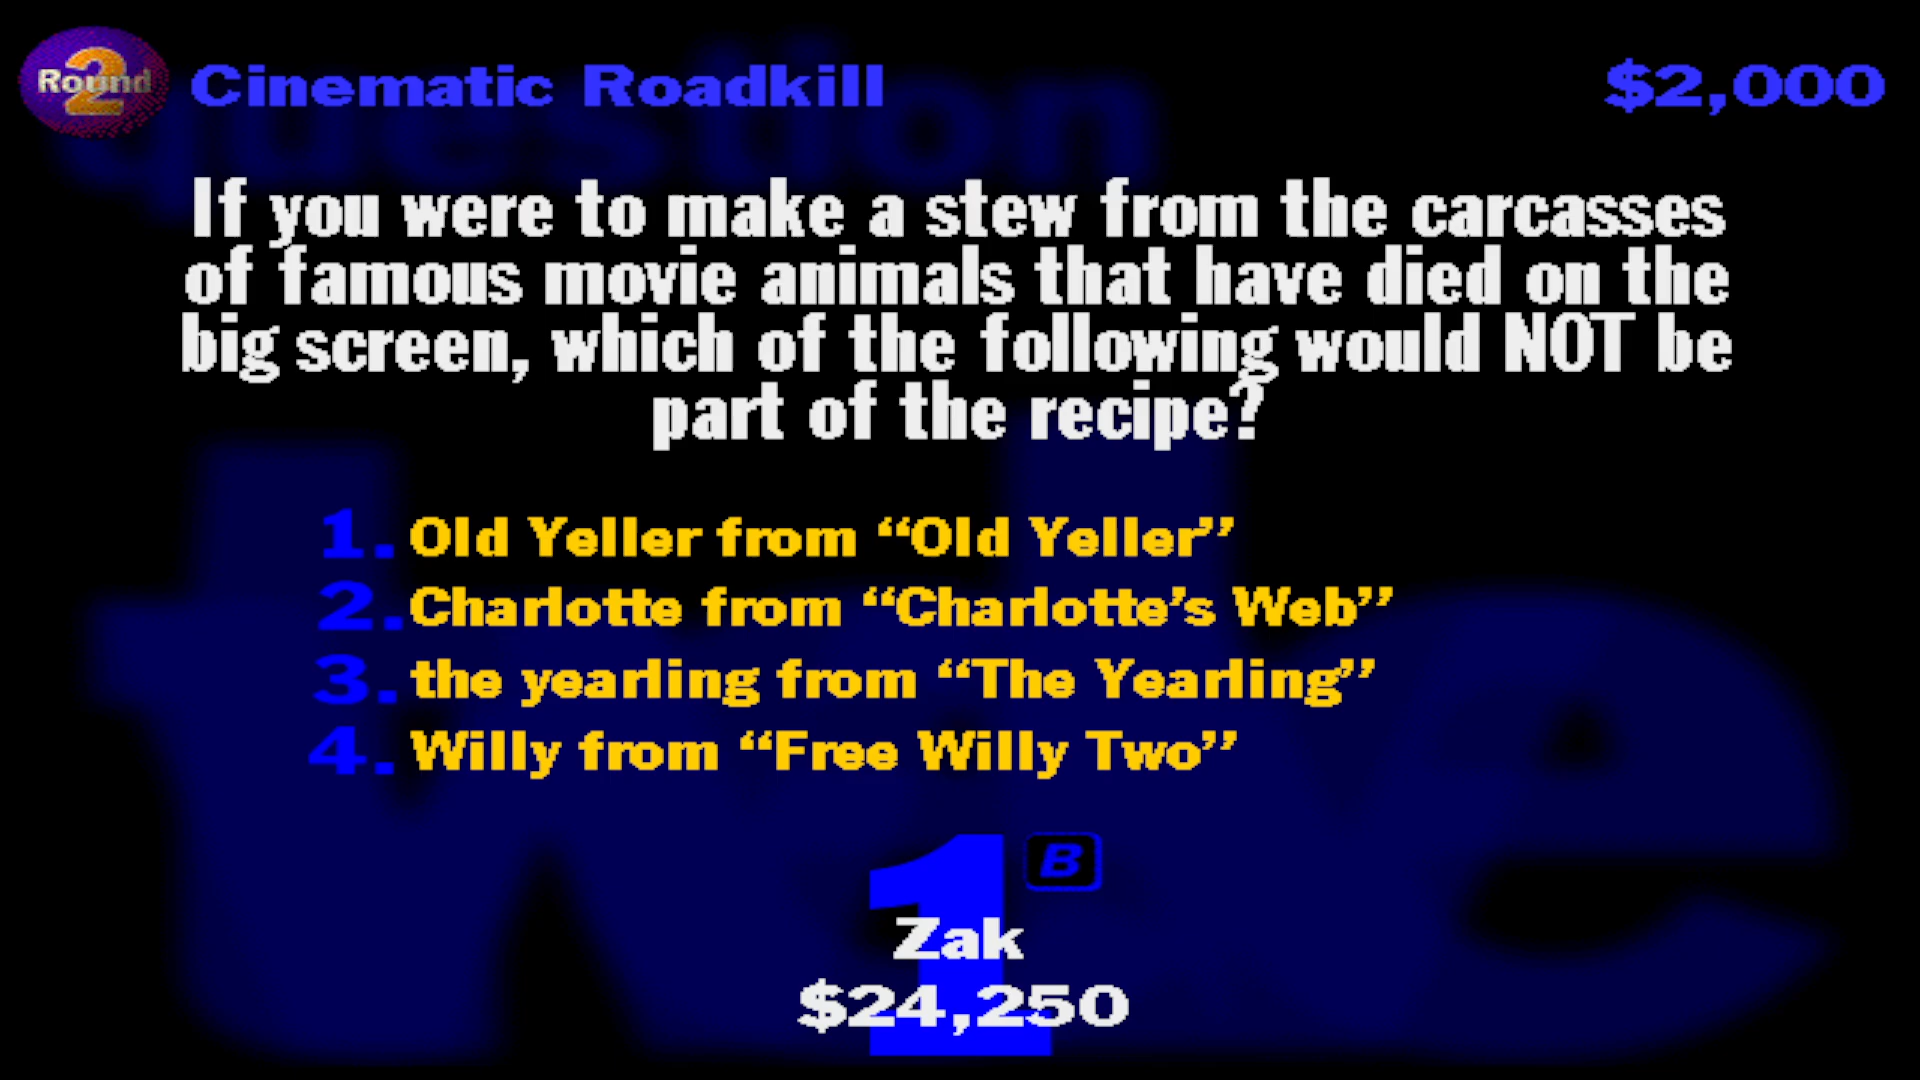 Round 2 Cinematic Roadkill $2,000
question
If you were to make a stew from the carcasses
of famous movie animals that have died on the
big screen, which of the following would NOT be
part of the recipe?
1. Old Yeller from “Old Yeller”
2. Charlotte from “Charlotte’s Web”
3. the yearling from “The Yearling”
4. Willy from “Free Willy Two”
1 B
Zak
$24,250